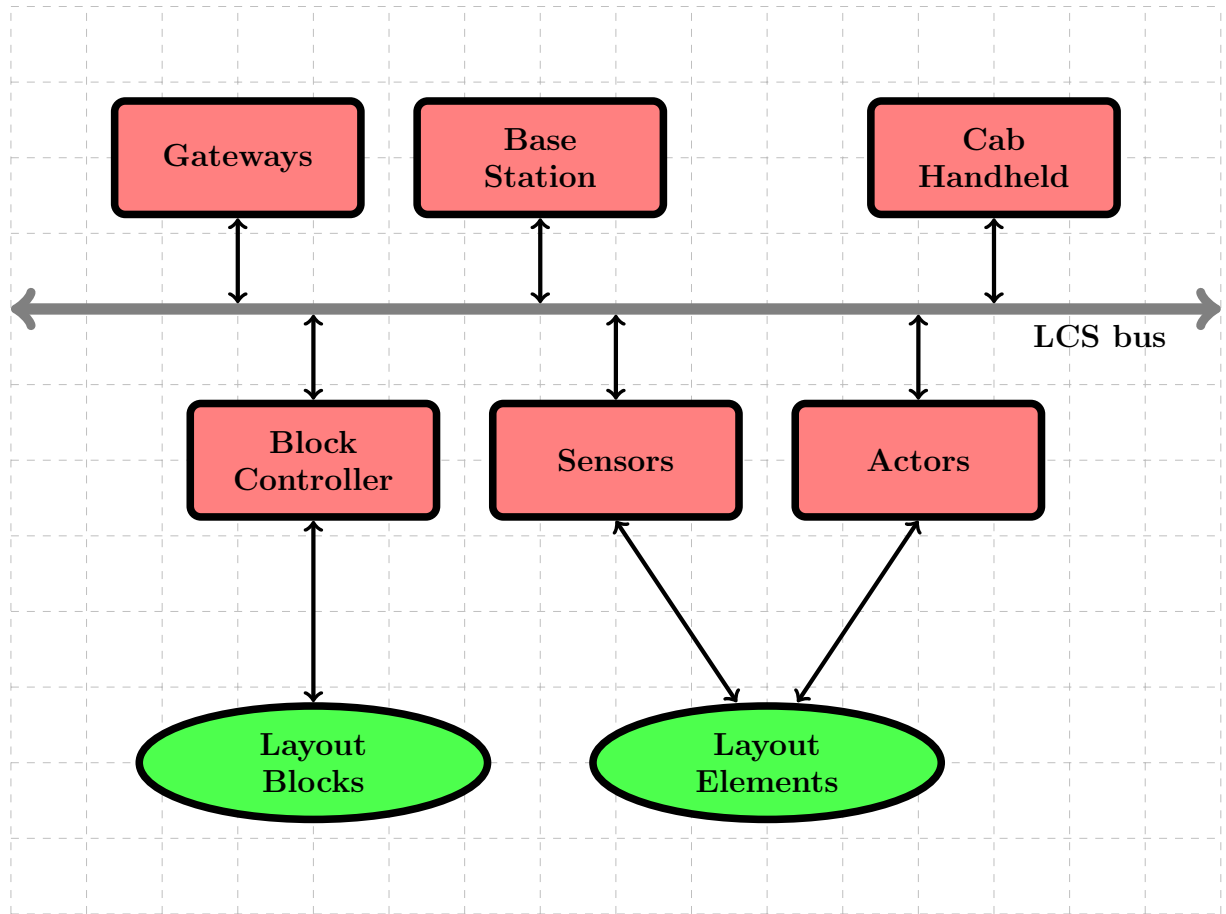 Gateways
Base
Station
Cab
Handheld
LCS bus
Block
Controller
Sensors
Actors
Layout
Blocks
Layout
Elements